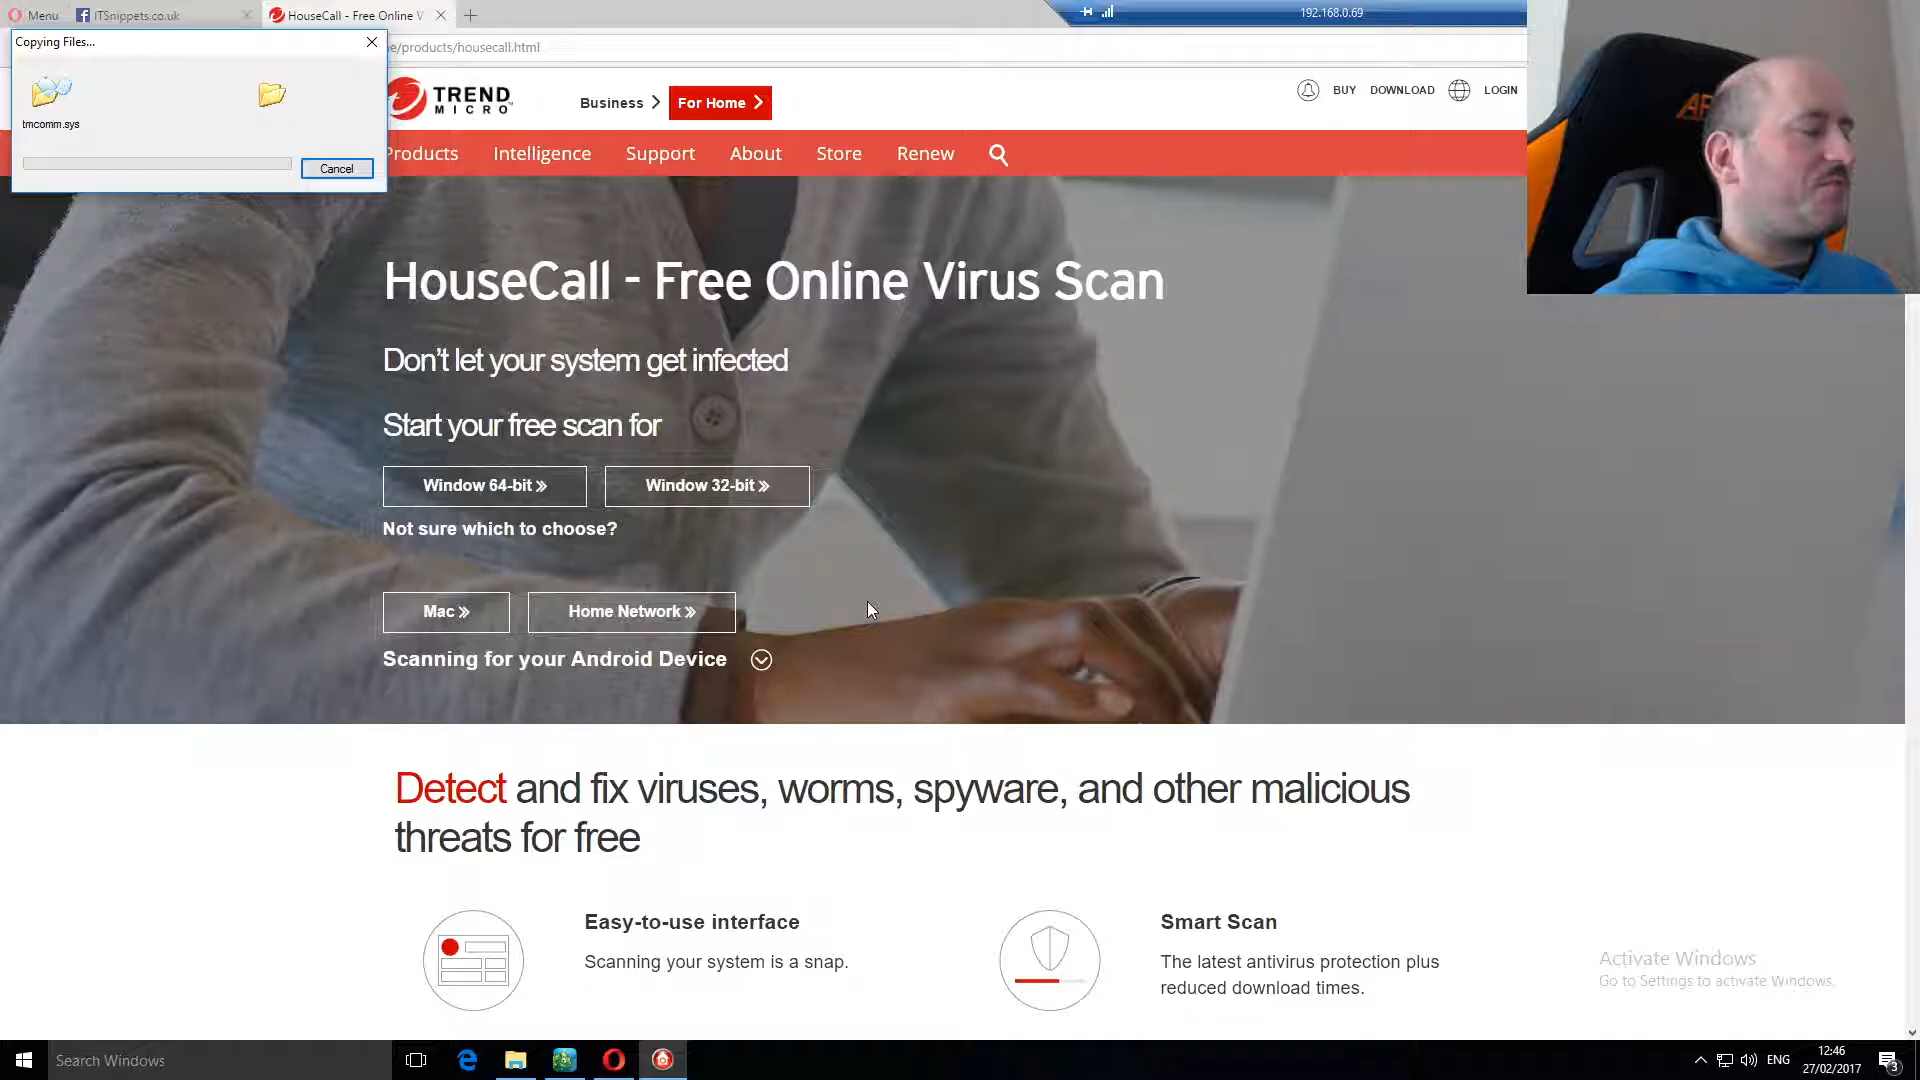 Menu
ITSnippets.co.uk
HouseCall - Free Online V
192.168.0.69
Copying Files...
e/products/housecall.html
tmcomm.sys
Cancel
TREND
MICRO
Business
For Home
BUY
DOWNLOAD
LOGIN
Products
Intelligence
Support
About
Store
Renew
HouseCall - Free Online Virus Scan
Don't let your system get infected
Start your free scan for
Window 64-bit »
Window 32-bit »
Not sure which to choose?
Mac »
Home Network »
Scanning for your Android Device
Detect and fix viruses, worms, spyware, and other malicious
threats for free
Easy-to-use interface
Scanning your system is a snap.
Smart Scan
The latest antivirus protection plus
reduced download times.
Activate Windows
Go to Settings to activate Windows.
Search Windows
ENG
12:46
27/02/2017
3